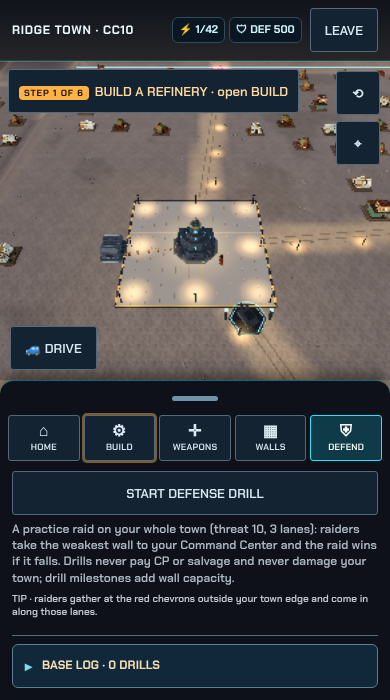 RIDGE TOWN · CC10
⚡ 1/42
🛡 DEF 500
LEAVE
STEP 1 OF 6 BUILD A REFINERY · open BUILD
🚙 DRIVE
HOME
BUILD
WEAPONS
WALLS
DEFEND
START DEFENSE DRILL
A practice raid on your whole town (threat 10, 3 lanes): raiders
take the weakest wall to your Command Center and the raid wins
if it falls. Drills never pay CP or salvage and never damage your
town; drill milestones add wall capacity.
TIP · raiders gather at the red chevrons outside your town edge and come in
along those lanes.
▶ BASE LOG · 0 DRILLS